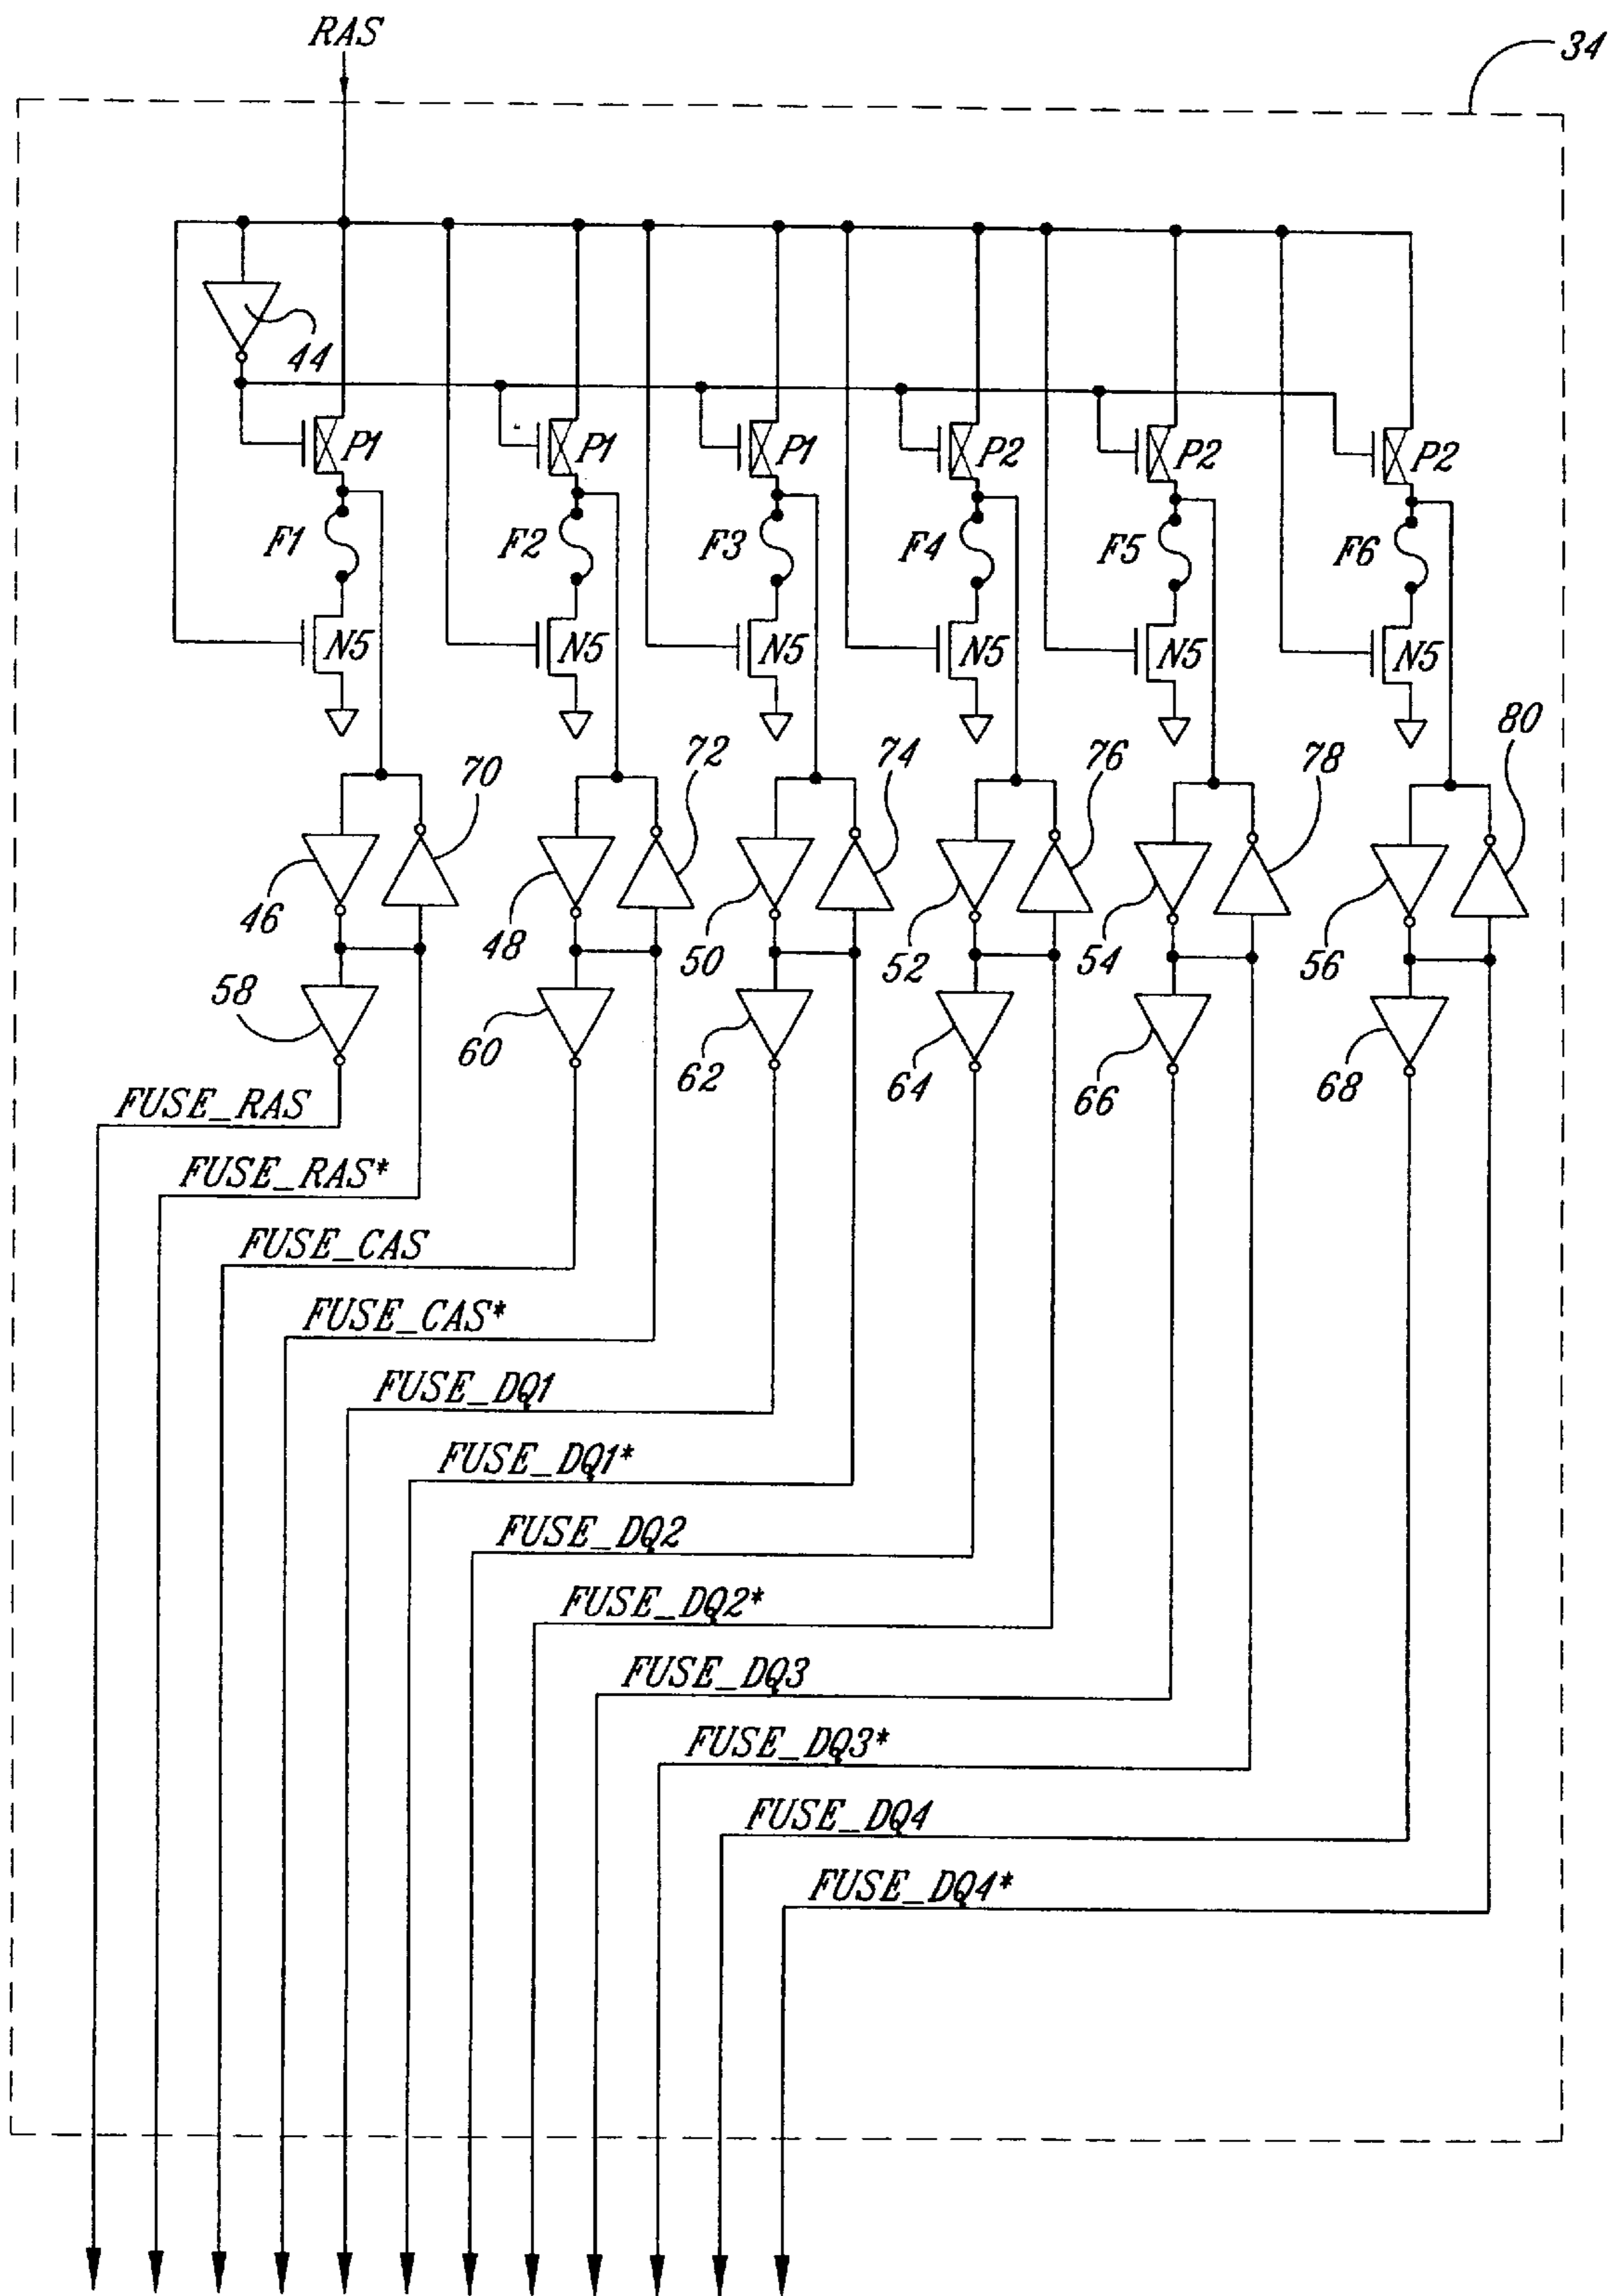 RAS
34
44
P1 P1 P1 P2 P2 P2
F1 F2 F3 F4 F5 F6
N5 N5 N5 N5 N5 N5
70 72 74 76 78 80
46 48 50 52 54 56
58 60 62 64 66 68
FUSE_RAS
FUSE_RAS*
FUSE_CAS
FUSE_CAS*
FUSE_DQ1
FUSE_DQ1*
FUSE_DQ2
FUSE_DQ2*
FUSE_DQ3
FUSE_DQ3*
FUSE_DQ4
FUSE_DQ4*